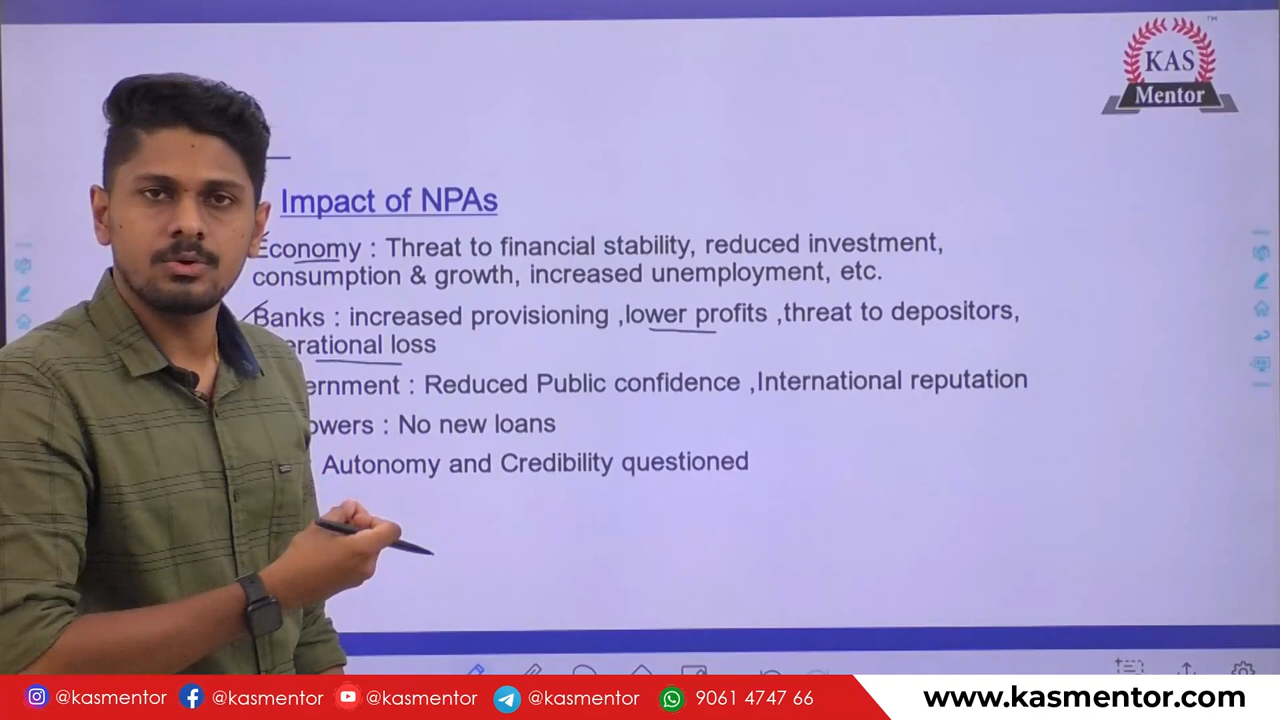 KAS
Mentor
TM
Impact of NPAs
Economy : Threat to financial stability, reduced investment,
consumption & growth, increased unemployment, etc.
Banks : increased provisioning ,lower profits ,threat to depositors,
erational loss
ernment : Reduced Public confidence ,International reputation
owers : No new loans
: Autonomy and Credibility questioned
@kasmentor @kasmentor @kasmentor @kasmentor 9061 4747 66
www.kasmentor.com